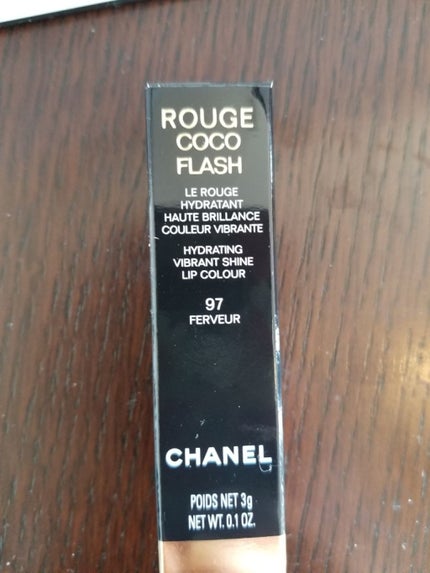 ROUGE
COCO
FLASH
LE ROUGE
HYDRATANT
HAUTE BRILLANCE
COULEUR VIBRANTE
HYDRATING
VIBRANT SHINE
LIP COLOUR
97
FERVEUR
CHANEL
POIDS NET 3g
NET WT. 0.1 OZ.